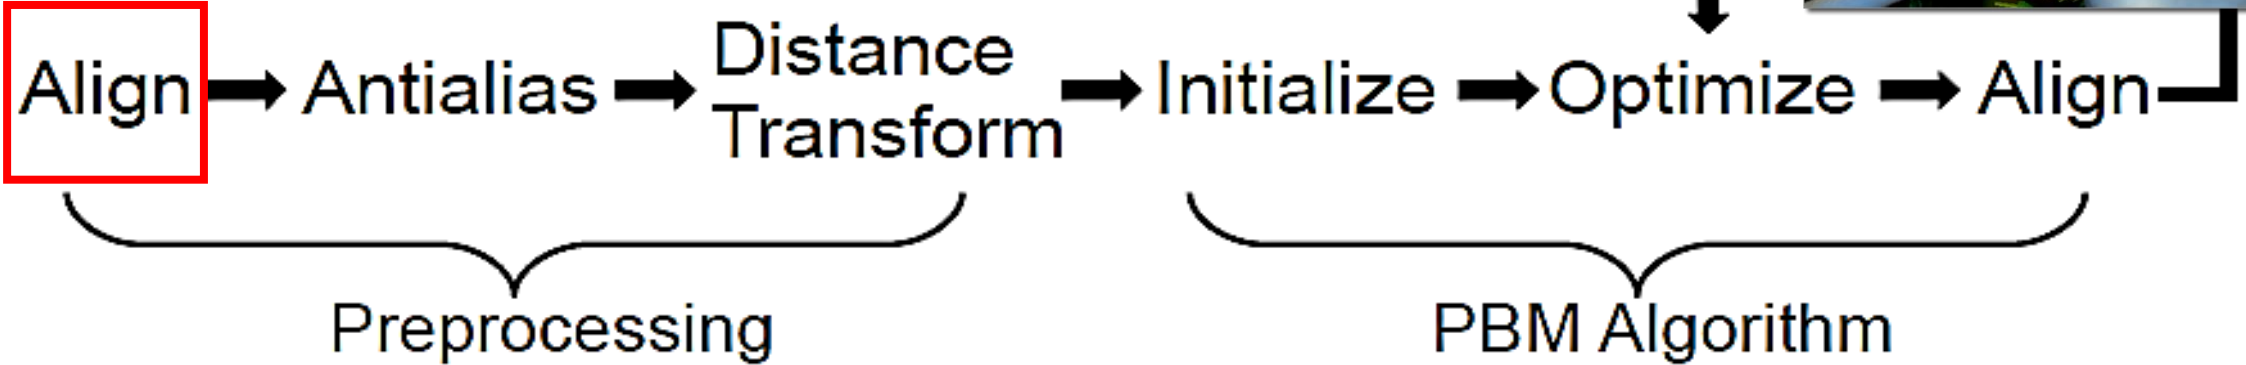 Align
Antialias
Distance
Transform
Initialize
Optimize
Align
Preprocessing
PBM Algorithm